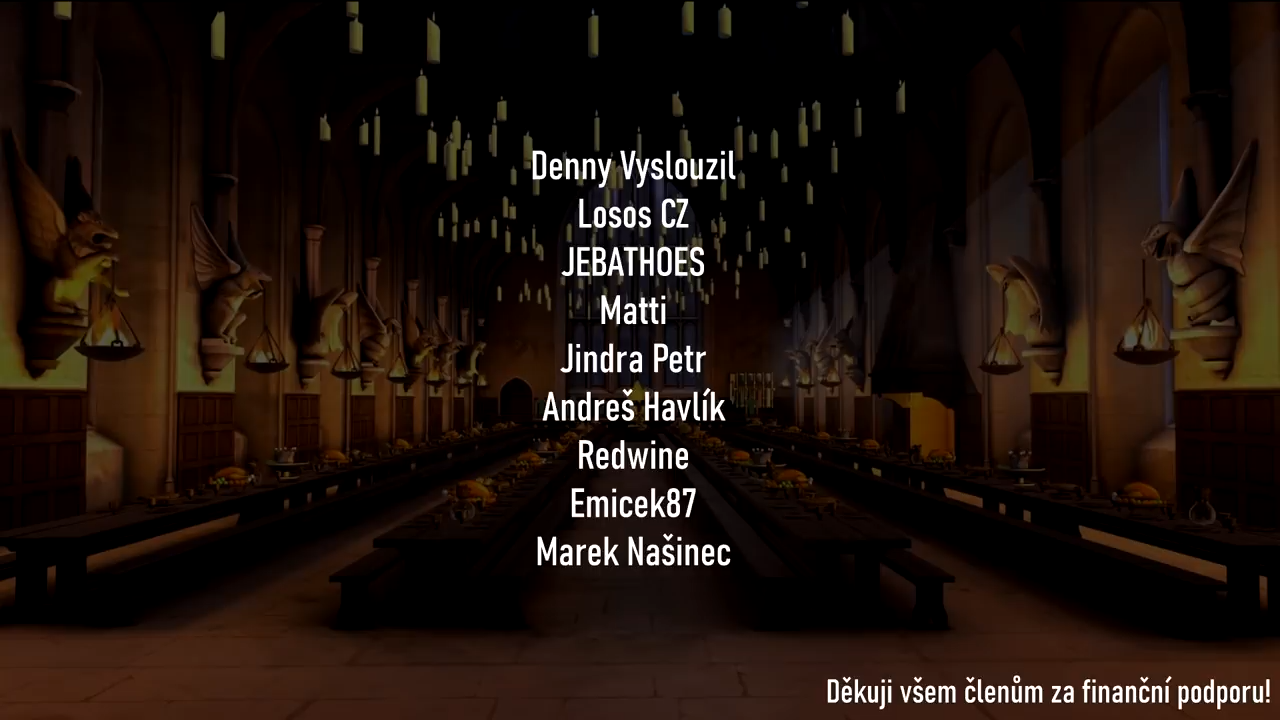 Denny Vyslouzil
Losos CZ
JEBATHOES
Matti
Jindra Petr
Andreš Havlík
Redwine
Emicek87
Marek Našinec
Děkuji všem členům za finanční podporu!